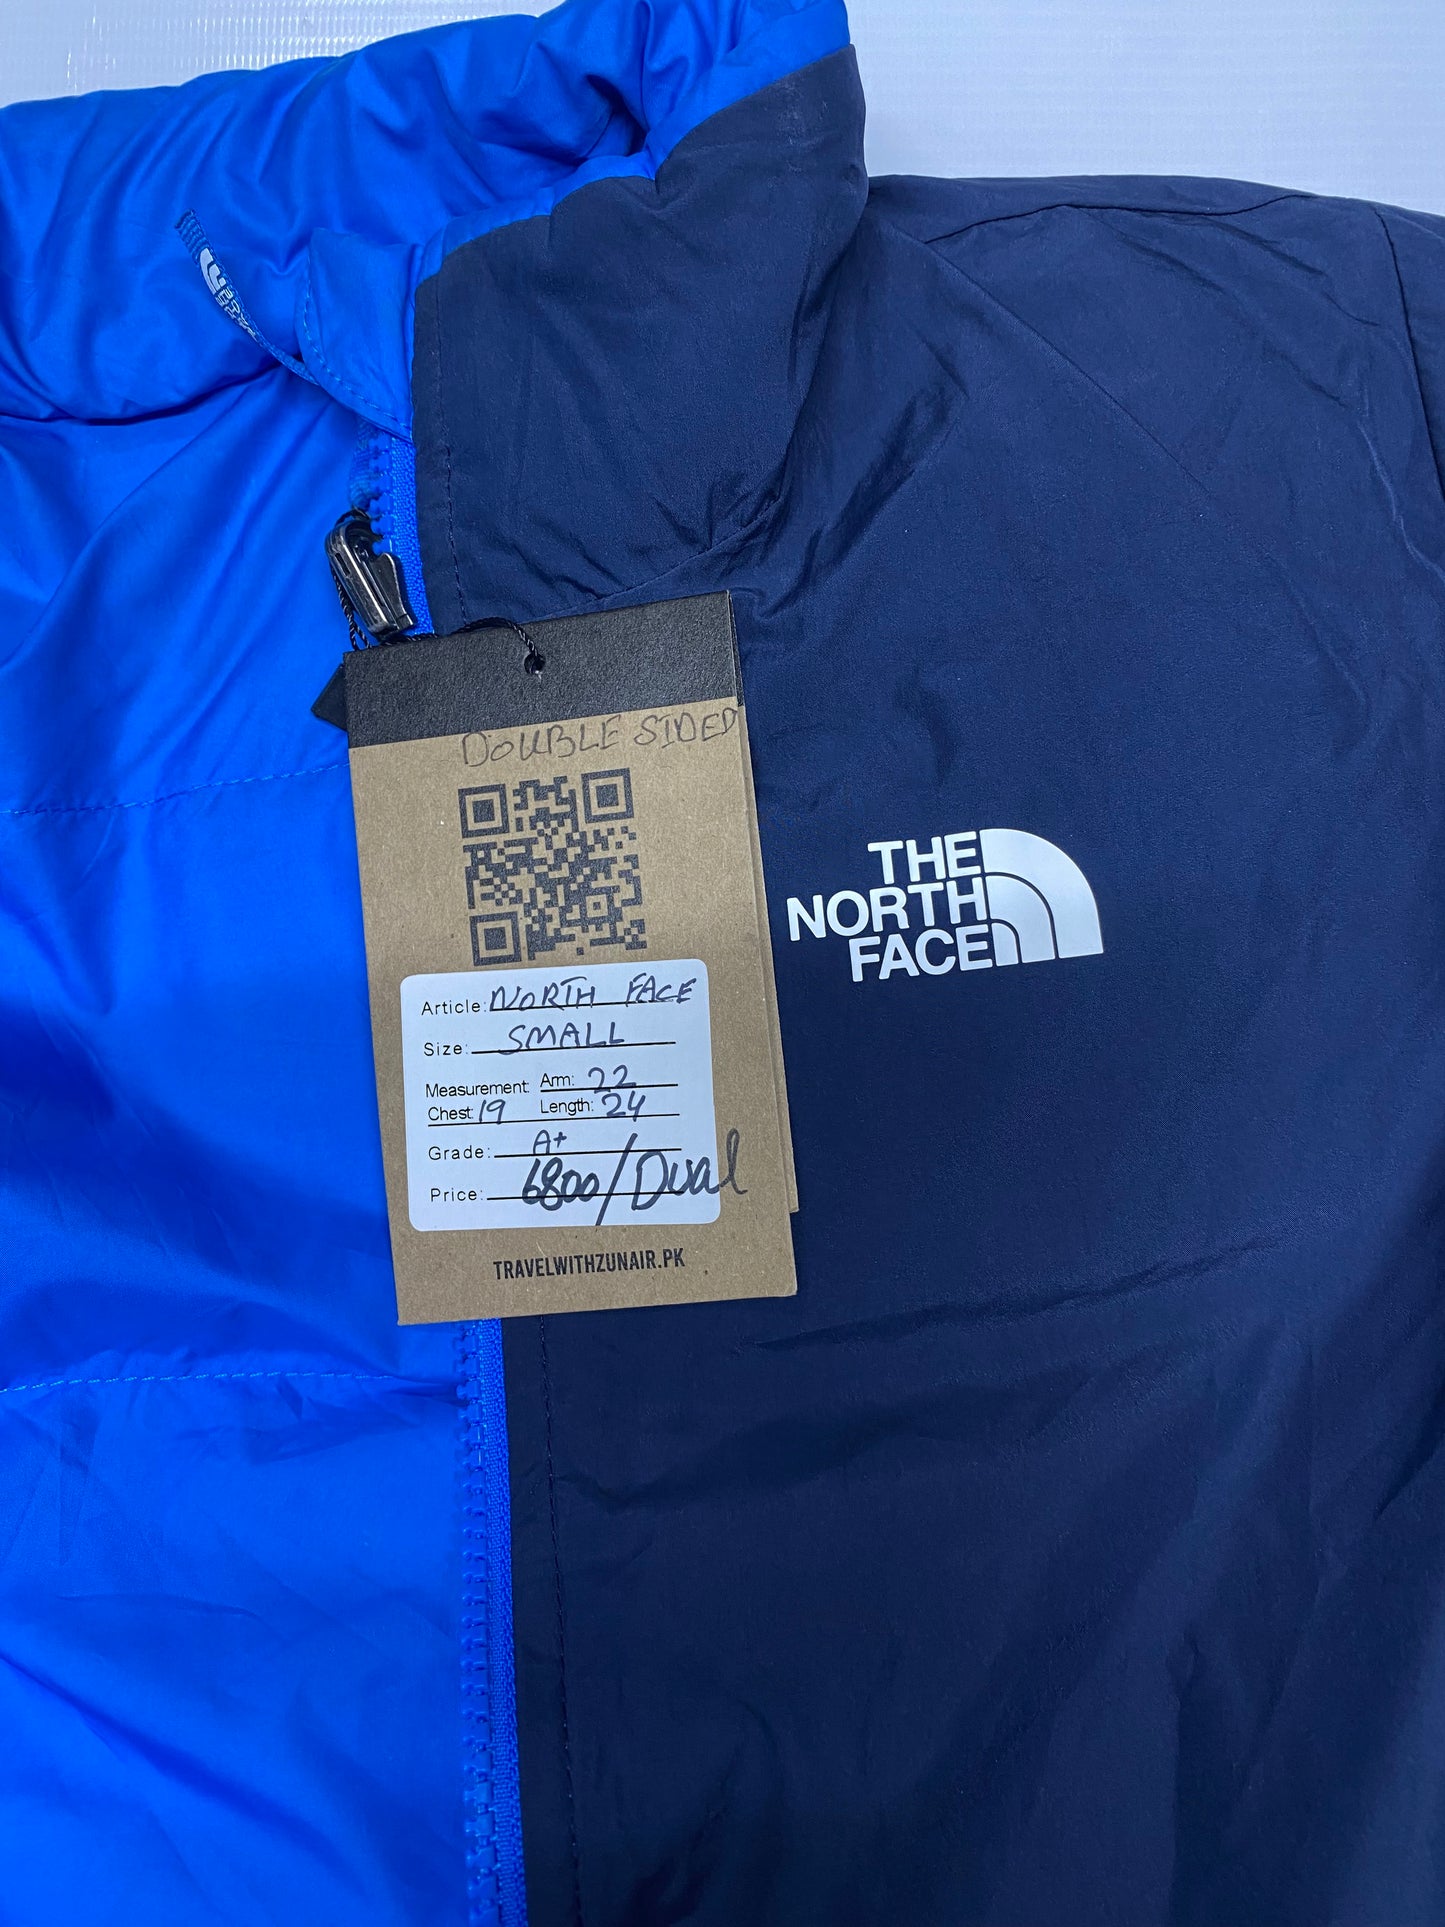 DOUBLE SIDED
THE
NORTH
FACE
Article: NORTH FACE
Size: SMALL
Measurement: Arm: 22
Chest: 19 Length: 24
Grade: A+
Price: 6800/Dual
TRAVELWITHZUNAIR.PK